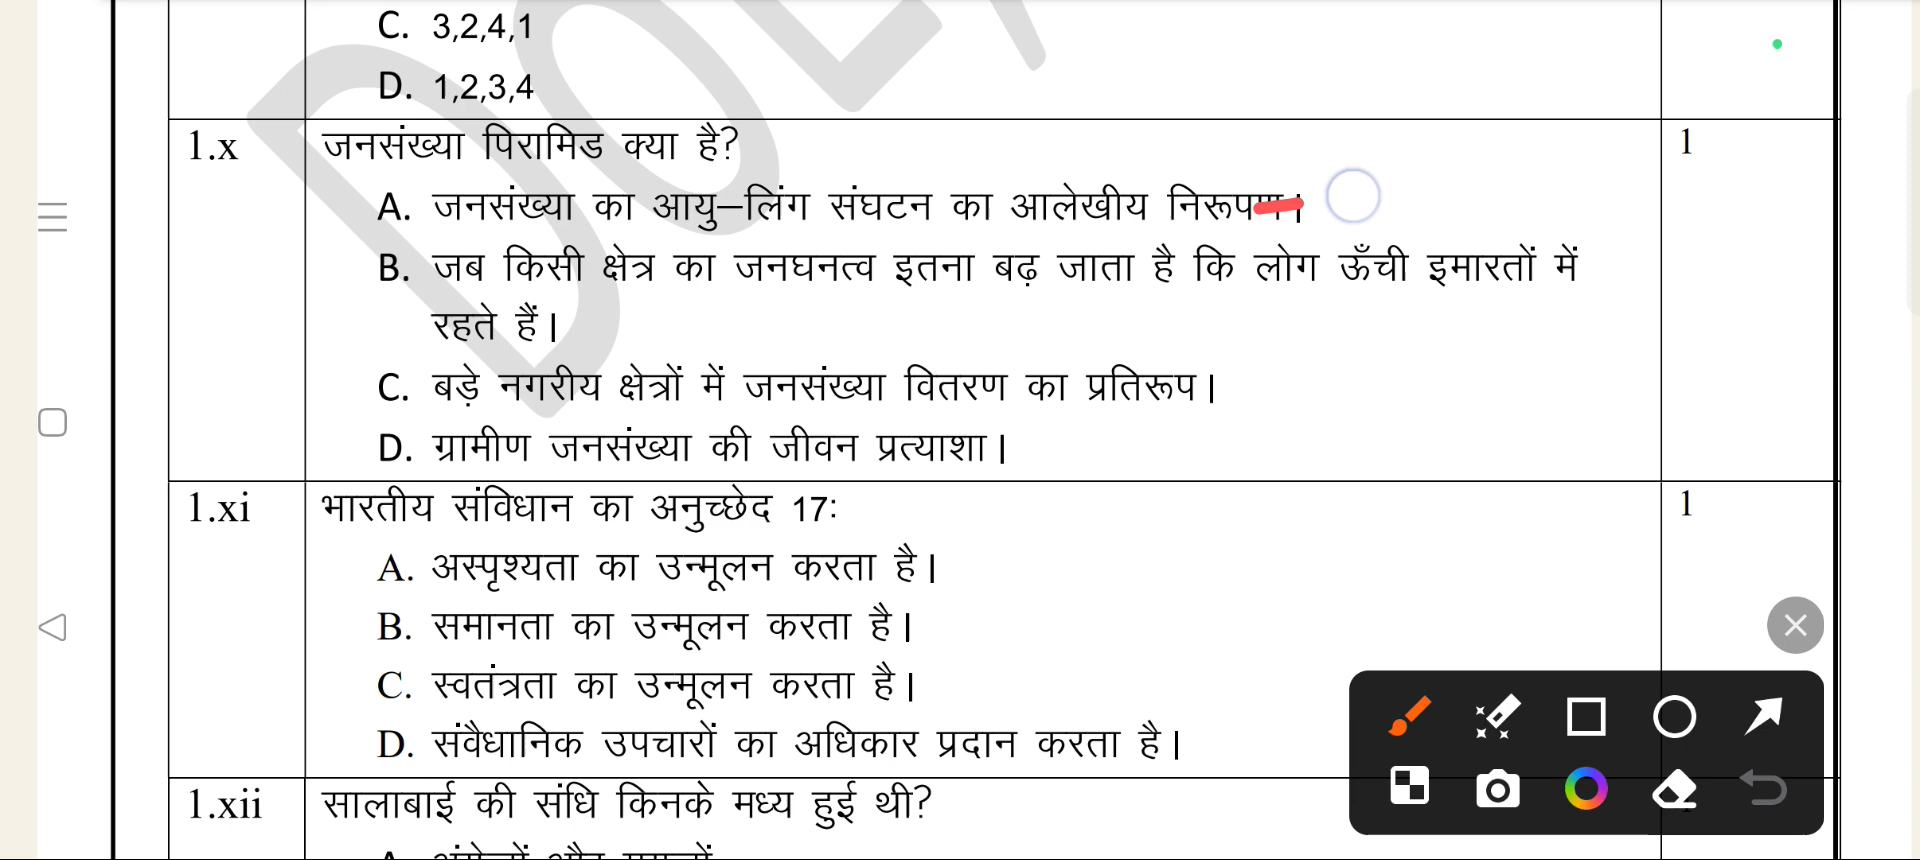 C. 3,2,4,1
D. 1,2,3,4
1.x जनसंख्या पिरामिड क्या है? 1
A. जनसंख्या का आयु–लिंग संघटन का आलेखीय निरूपण।
B. जब किसी क्षेत्र का जनघनत्व इतना बढ़ जाता है कि लोग ऊँची इमारतों में
रहते हैं।
C. बड़े नगरीय क्षेत्रों में जनसंख्या वितरण का प्रतिरूप।
D. ग्रामीण जनसंख्या की जीवन प्रत्याशा।
1.xi भारतीय संविधान का अनुच्छेद 17: 1
A. अस्पृश्यता का उन्मूलन करता है।
B. समानता का उन्मूलन करता है।
C. स्वतंत्रता का उन्मूलन करता है।
D. संवैधानिक उपचारों का अधिकार प्रदान करता है।
1.xii सालाबाई की संधि किनके मध्य हुई थी?